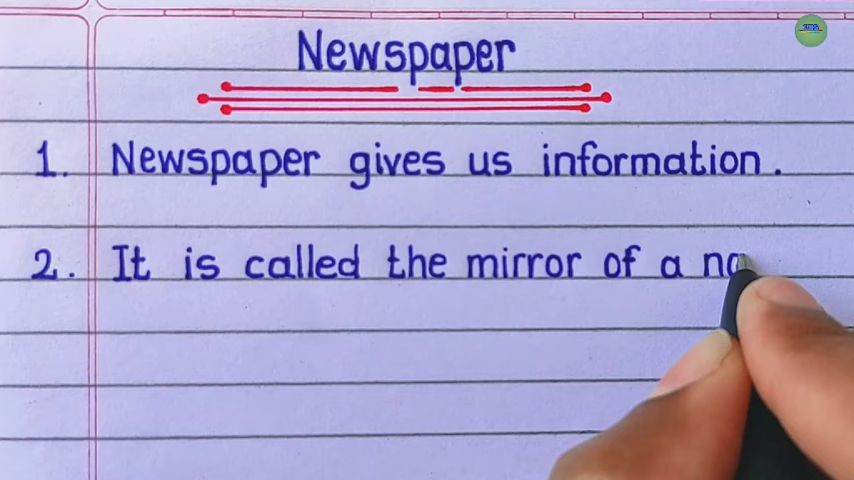 Newspaper
1. Newspaper gives us information.
2. It is called the mirror of a